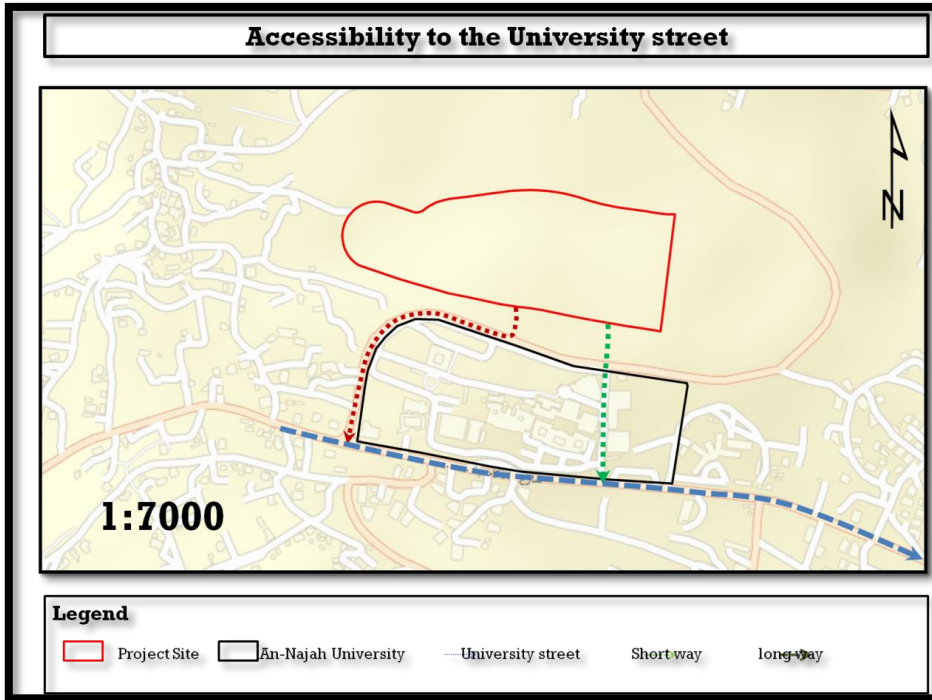 Accessibility to the University street
N
1:7000
Legend
Project Site An-Najah University University street Short way long way